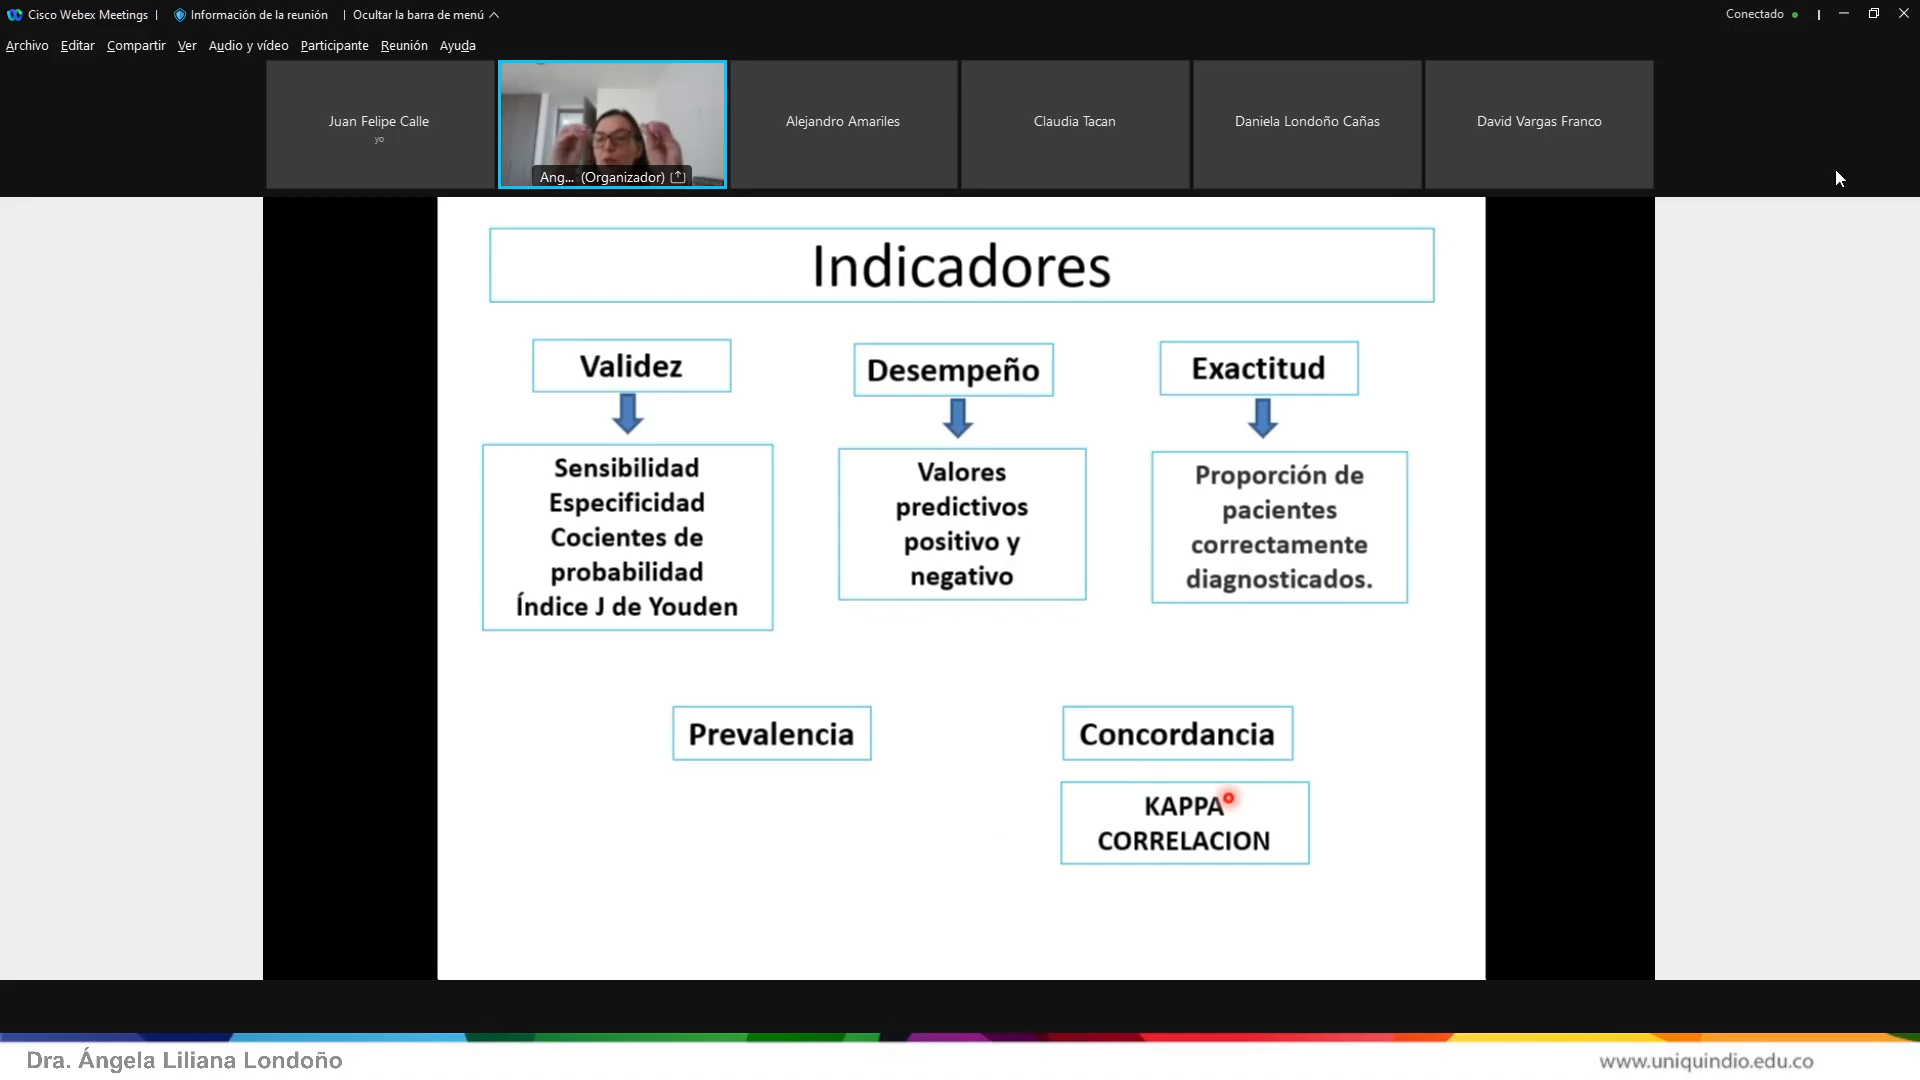 Cisco Webex Meetings | Información de la reunión | Ocultar la barra de menú
Conectado
Archivo Editar Compartir Ver Audio y vídeo Participante Reunión Ayuda
Juan Felipe Calle
yo
Ang... (Organizador)
Alejandro Amariles
Claudia Tacan
Daniela Londoño Cañas
David Vargas Franco
Indicadores
Validez
Sensibilidad
Especificidad
Cocientes de
probabilidad
Índice J de Youden
Desempeño
Valores
predictivos
positivo y
negativo
Exactitud
Proporción de
pacientes
correctamente
diagnosticados.
Prevalencia
Concordancia
KAPPA
CORRELACION
Dra. Ángela Liliana Londoño
www.uniquindio.edu.co